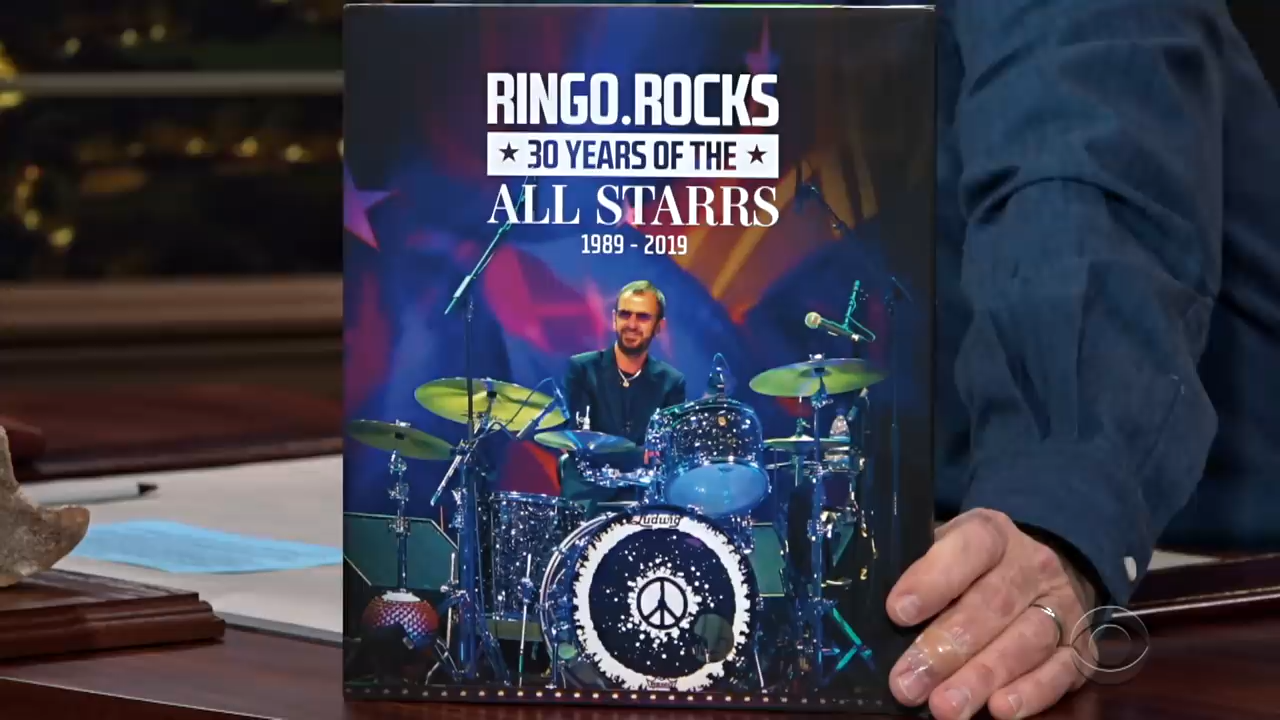 RINGO.ROCKS
★ 30 YEARS OF THE ★
ALL STARRS
1989 - 2019
Ludwig